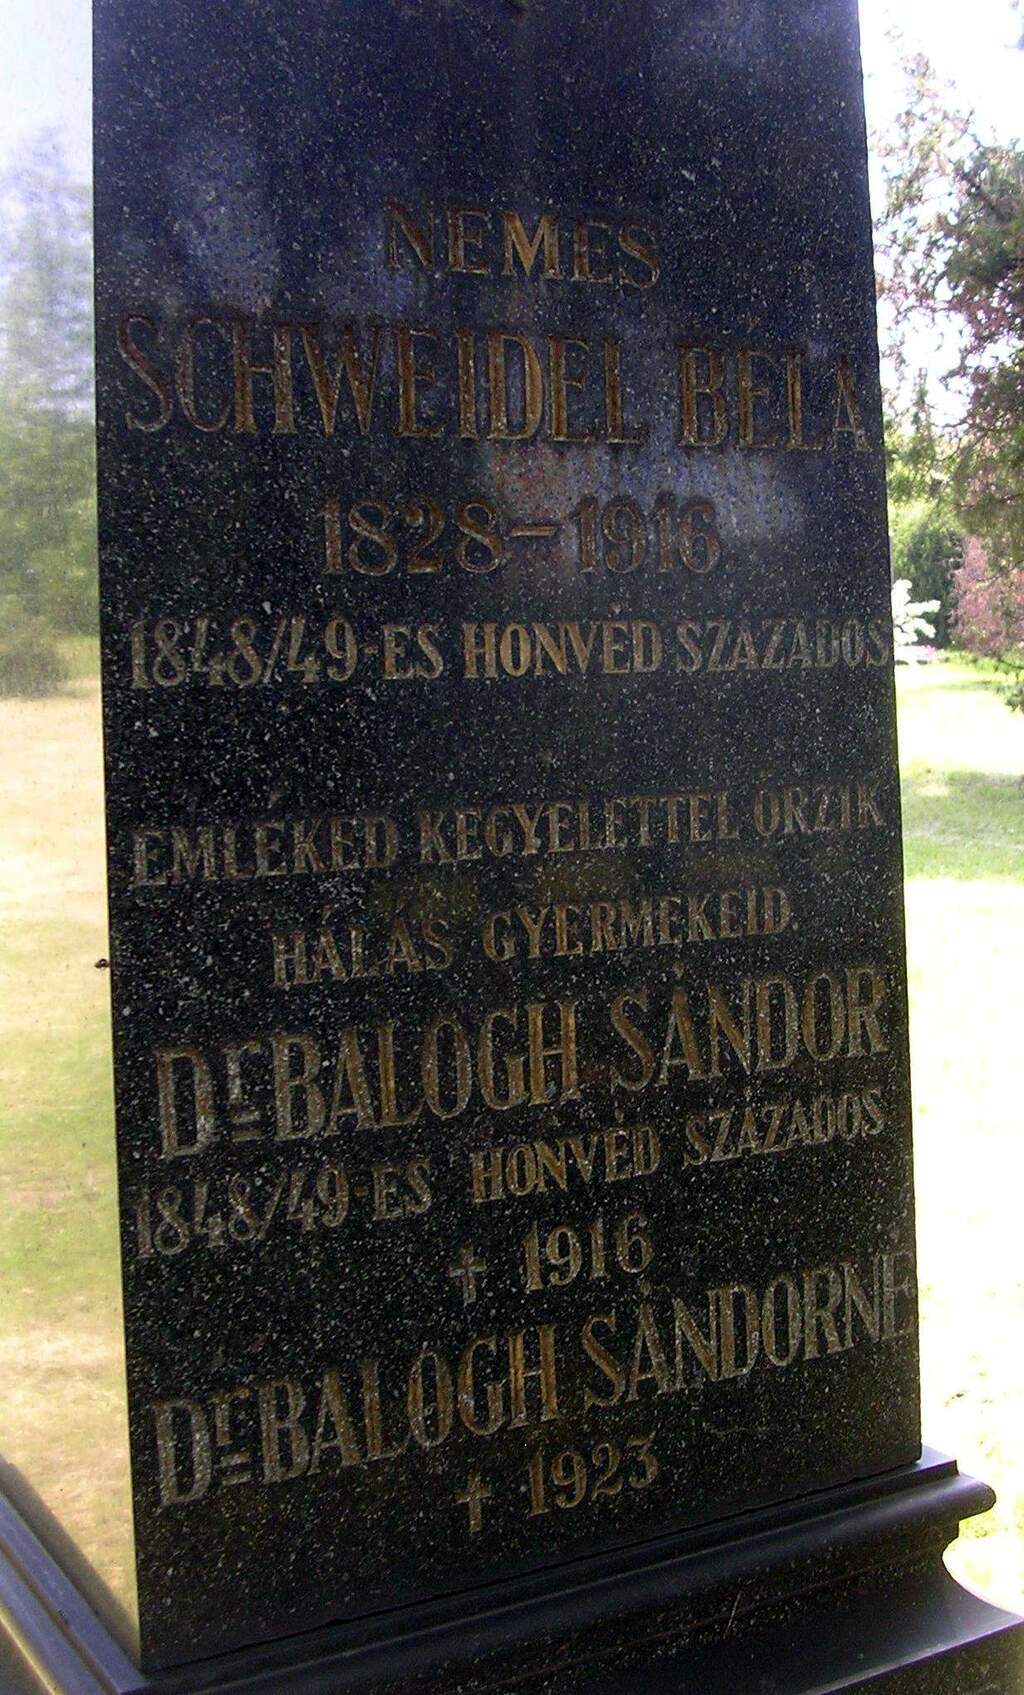 NEMES
SCHWEIDEL BÉLA
1828-1916
1848/49-ES HONVÉD SZÁZADOS
EMLÉKED KEGYELETTEL ŐRZIK
HÁLÁS GYERMEKEID.
Dr BALOGH SÁNDOR
1848/49-ES HONVÉD SZÁZADOS
† 1916
Dr BALOGH SÁNDORNÉ
† 1923